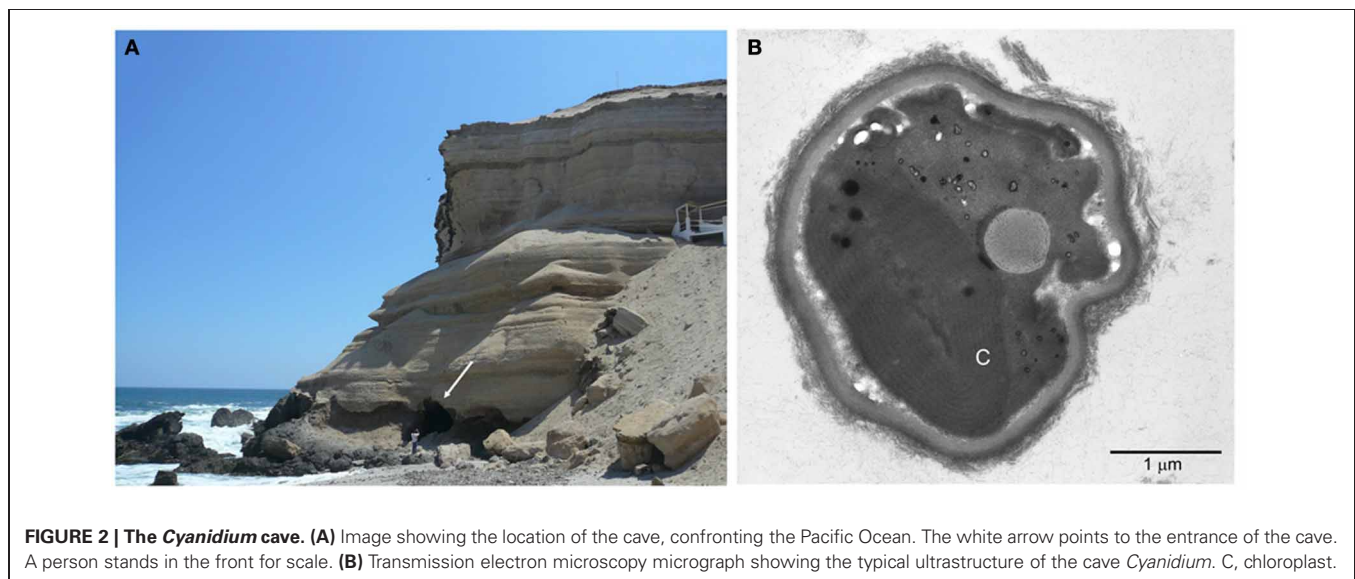 A
B
C
1 μm
FIGURE 2 | The Cyanidium cave. (A) Image showing the location of the cave, confronting the Pacific Ocean. The white arrow points to the entrance of the cave.
A person stands in the front for scale. (B) Transmission electron microscopy micrograph showing the typical ultrastructure of the cave Cyanidium. C, chloroplast.